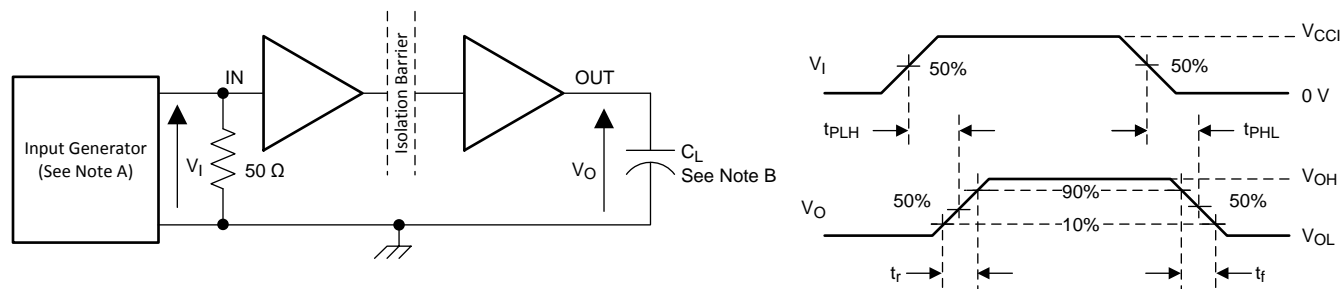 Input Generator
(See Note A)
V_I
IN
50 Ω
Isolation Barrier
OUT
V_O
C_L
See Note B
V_I
50%
50%
V_CCI
0 V
t_PLH
t_PHL
V_O
50%
90%
10%
50%
V_OH
V_OL
t_r
t_f